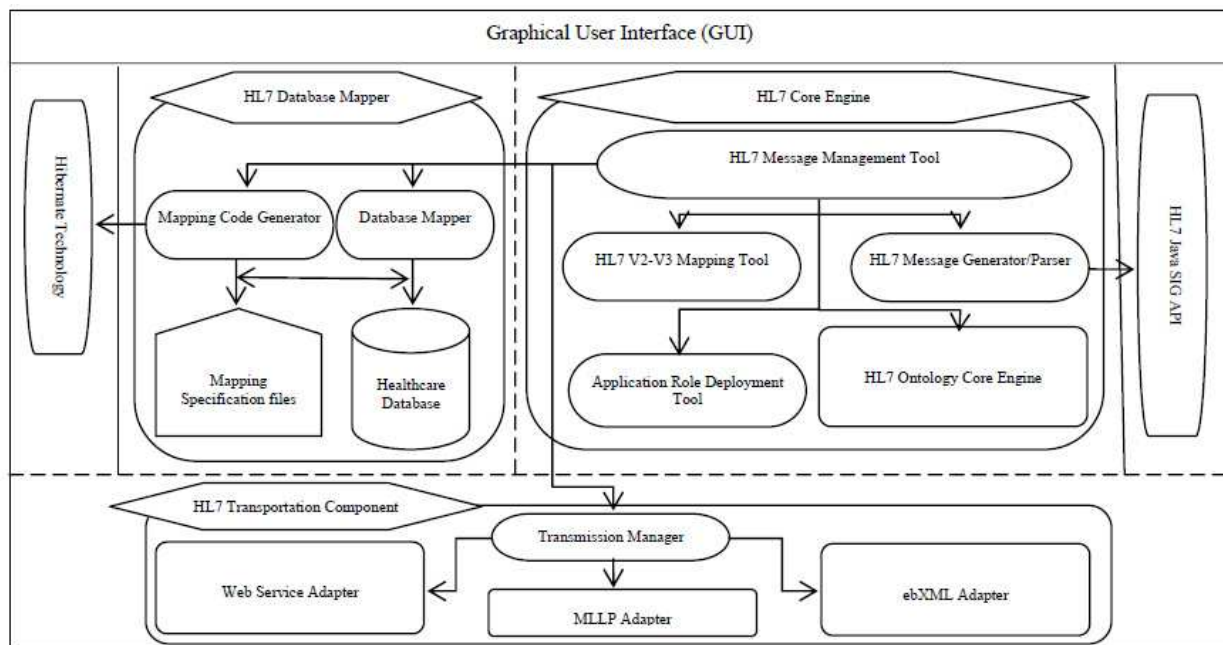 Graphical User Interface (GUI)
HL7 Database Mapper
HL7 Core Engine
HL7 Message Management Tool
Hibernate Technology
Mapping Code Generator
Database Mapper
HL7 V2-V3 Mapping Tool
HL7 Message Generator/Parser
HL7 Java SIG API
Mapping
Specification files
Healthcare
Database
Application Role Deployment
Tool
HL7 Ontology Core Engine
HL7 Transportation Component
Transmission Manager
Web Service Adapter
MLLP Adapter
ebXML Adapter